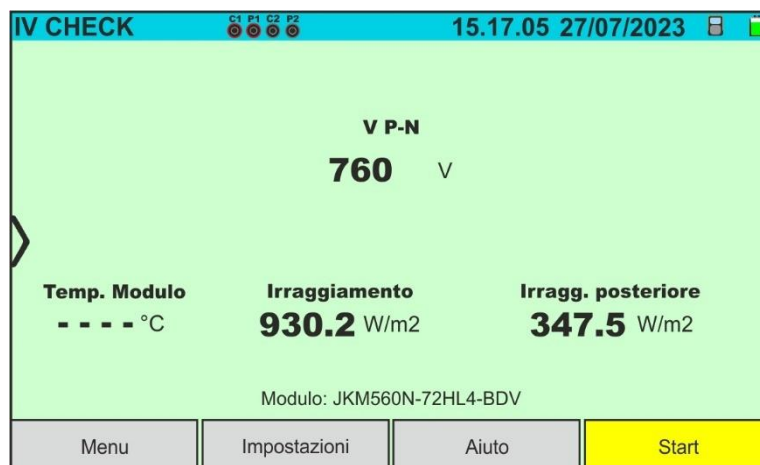 IV CHECK C1 P1 C2 P2 15.17.05 27/07/2023
V P-N
760 V
Temp. Modulo Irraggiamento Irragg. posteriore
- - - - °C 930.2 W/m2 347.5 W/m2
Modulo: JKM560N-72HL4-BDV
Menu Impostazioni Aiuto Start